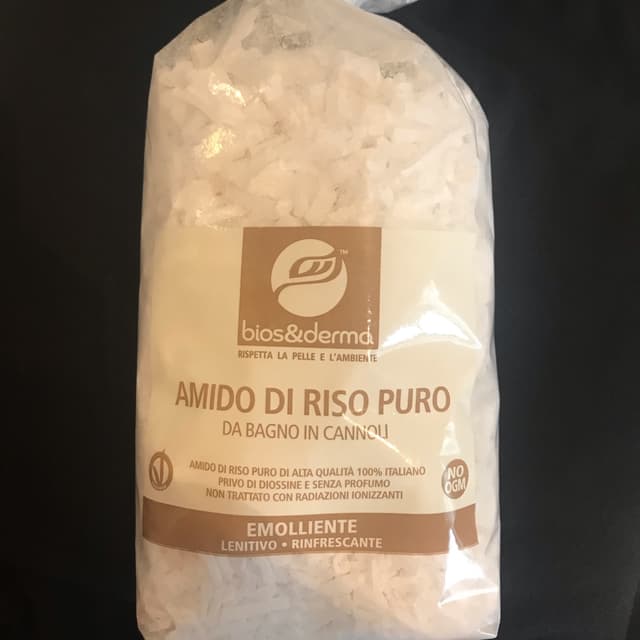 ™
bios&derma
RISPETTA LA PELLE E L'AMBIENTE
AMIDO DI RISO PURO
DA BAGNO IN CANNOLI
AMIDO DI RISO PURO DI ALTA QUALITÀ 100% ITALIANO
PRIVO DI DIOSSINE E SENZA PROFUMO
NON TRATTATO CON RADIAZIONI IONIZZANTI
NO
OGM
EMOLLIENTE
LENITIVO • RINFRESCANTE